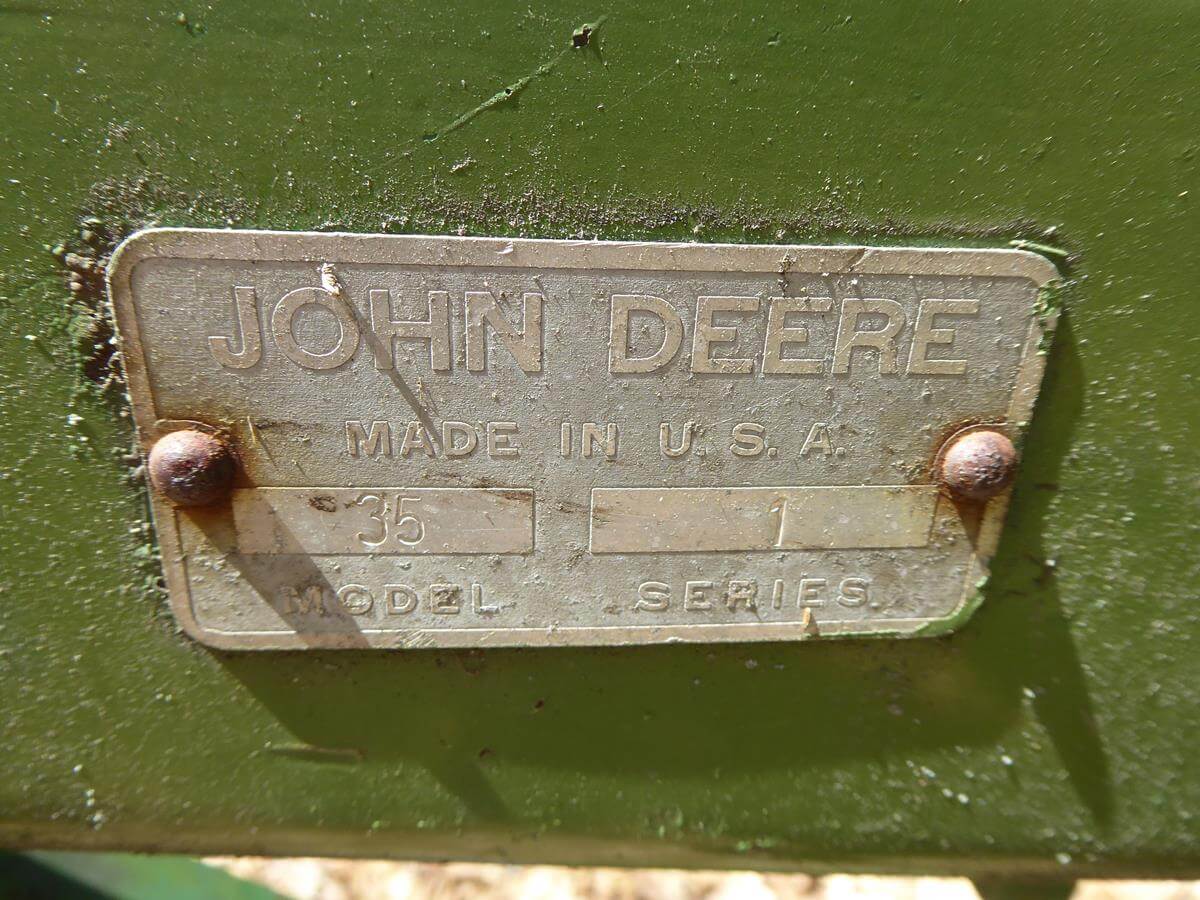 JOHN DEERE
MADE IN U. S. A.
35 1
MODEL SERIES